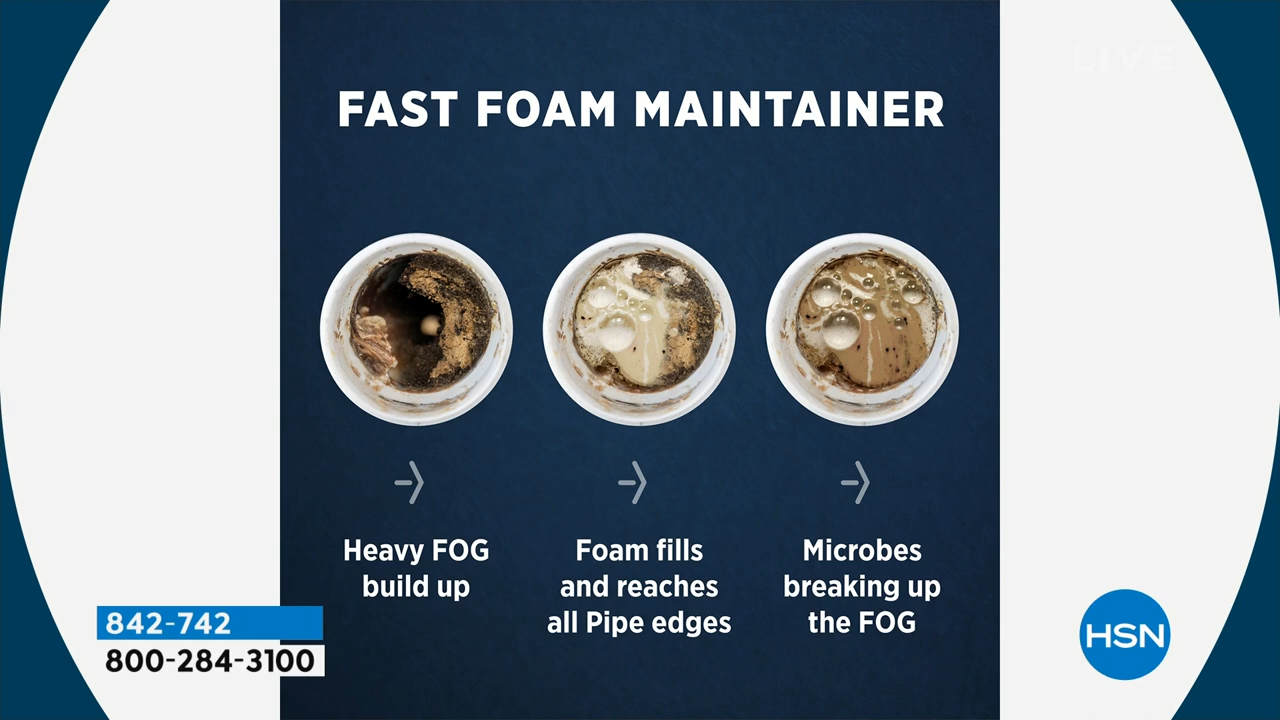 LIVE
FAST FOAM MAINTAINER
Heavy FOG
build up
Foam fills
and reaches
all Pipe edges
Microbes
breaking up
the FOG
842-742
800-284-3100
HSN